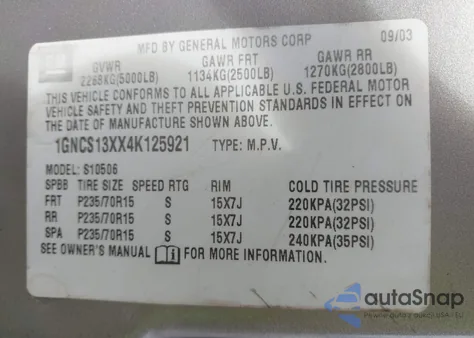 MFD BY GENERAL MOTORS CORP 09/03
GM GVWR GAWR FRT GAWR RR
2268KG(5000LB) 1134KG(2500LB) 1270KG(2800LB)
THIS VEHICLE CONFORMS TO ALL APPLICABLE U.S. FEDERAL MOTOR
VEHICLE SAFETY AND THEFT PREVENTION STANDARDS IN EFFECT ON
THE DATE OF MANUFACTURE SHOWN ABOVE.
1GNCS13XX4K125921 TYPE: M.P.V.
MODEL: S10506
SPBB TIRE SIZE SPEED RTG RIM COLD TIRE PRESSURE
FRT P235/70R15 S 15X7J 220KPA(32PSI)
RR P235/70R15 S 15X7J 220KPA(32PSI)
SPA P235/70R15 S 15X7J 240KPA(35PSI)
SEE OWNER'S MANUAL FOR MORE INFORMATION.
autoSnap